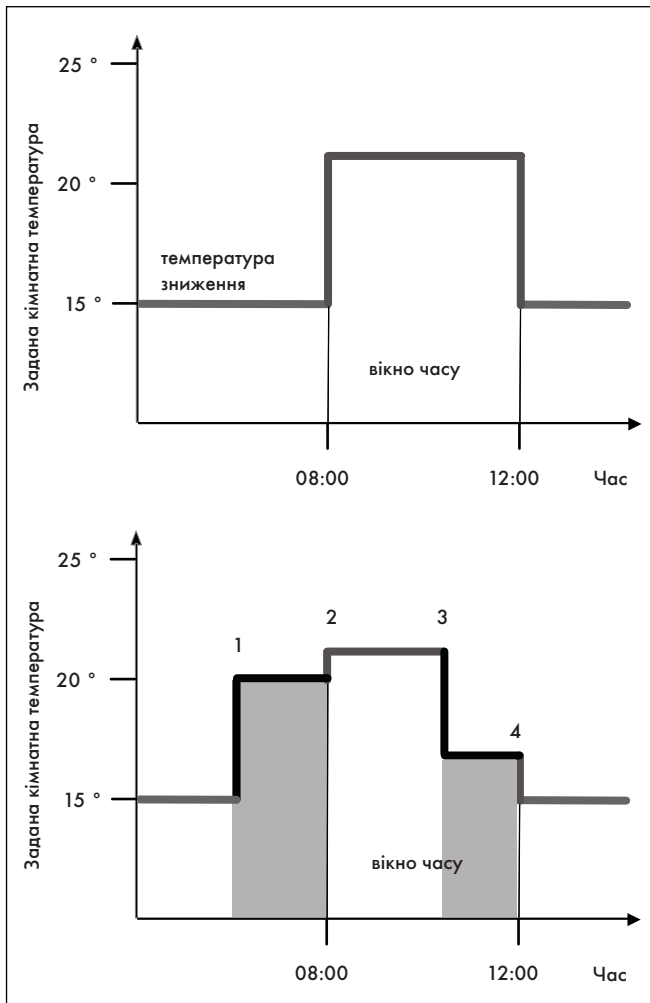 Задана кімнатна температура
25 °
20 °
15 °
температура
зниження
вікно часу
08:00
12:00
Час
Задана кімнатна температура
25 °
20 °
15 °
1
2
3
4
вікно часу
08:00
12:00
Час